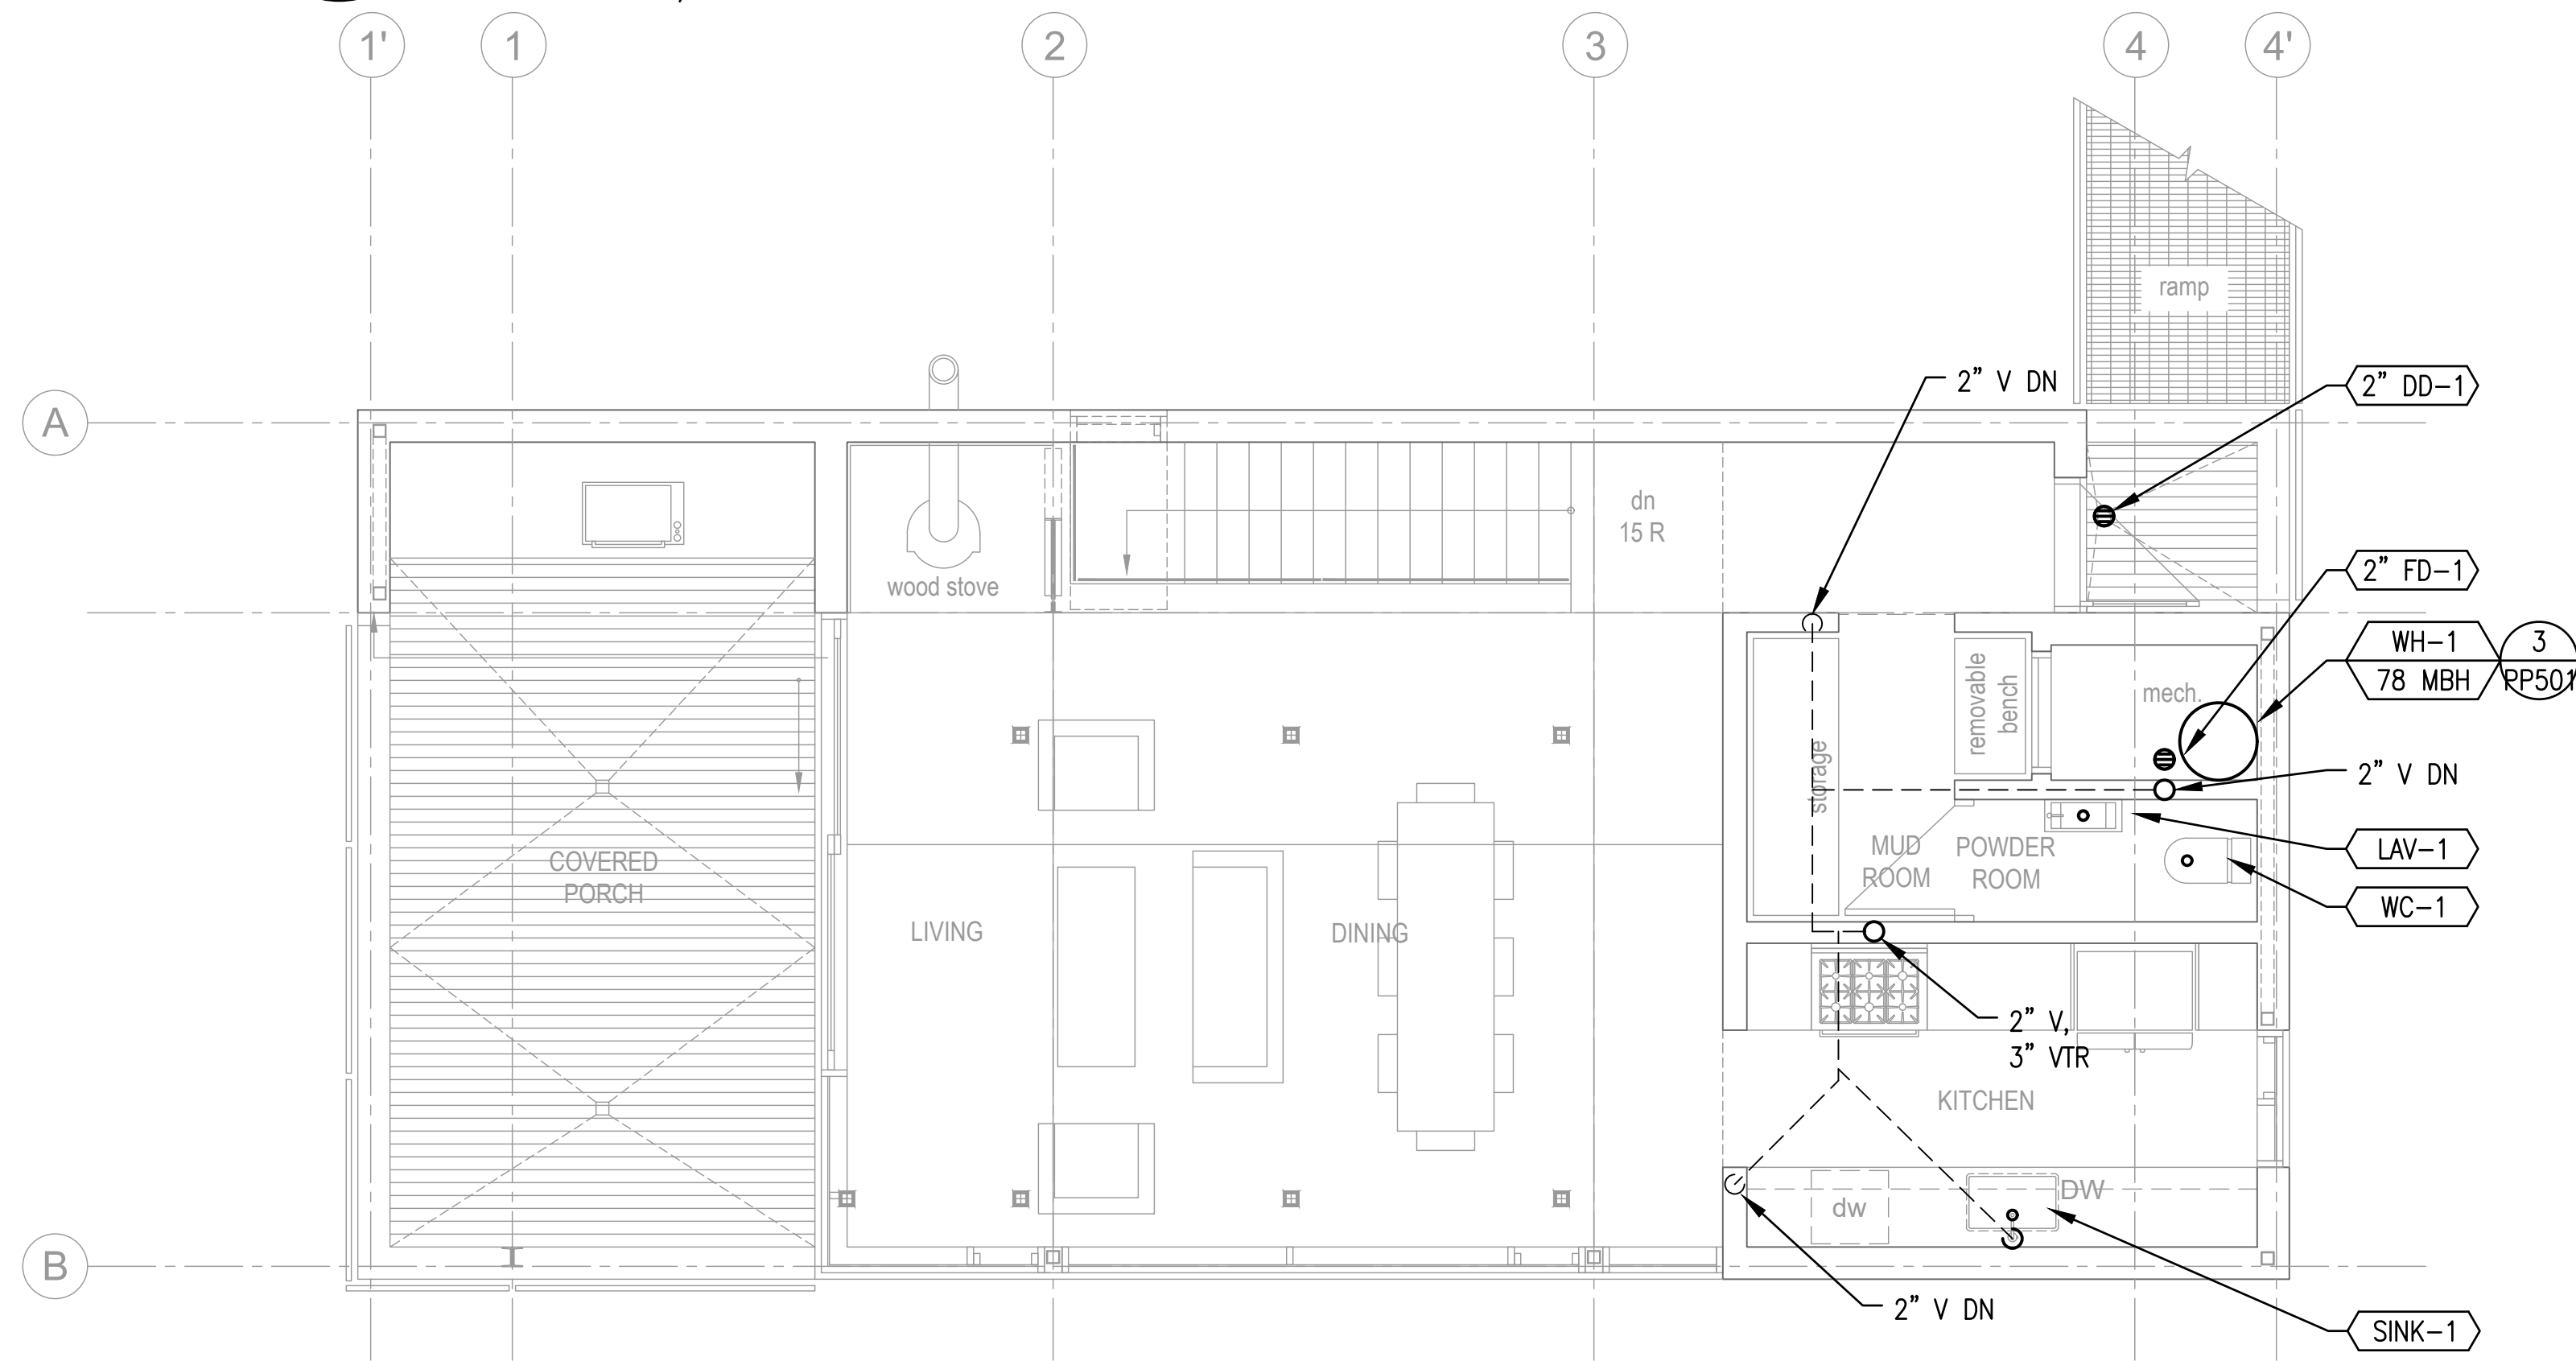 1'
1
2
3
4
4'
ramp
2” V DN
2” DD-1
A
dn
15 R
wood stove
2” FD-1
WH-1
78 MBH
3
PP501
removable
bench
mech.
storage
2” V DN
COVERED
PORCH
MUD
ROOM
POWDER
ROOM
LAV-1
WC-1
LIVING
DINING
2” V,
3” VTR
KITCHEN
dw
DW
B
2” V DN
SINK-1